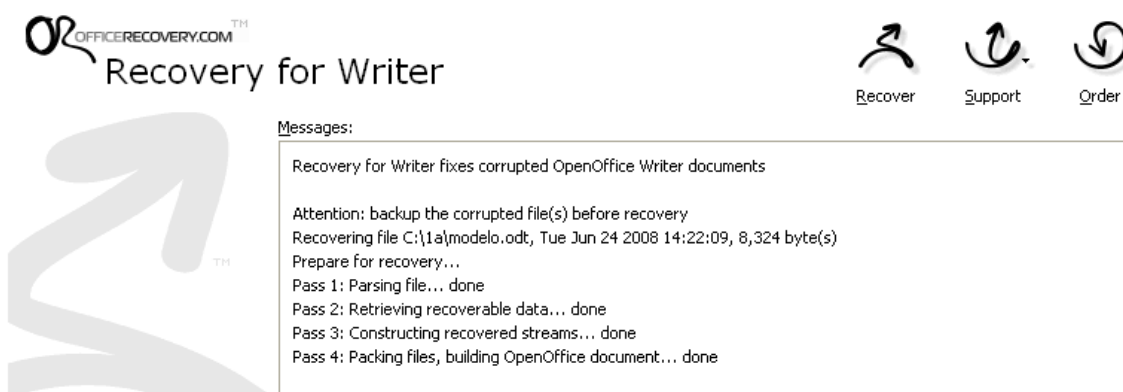 OR OFFICERECOVERY.COM TM
Recovery for Writer
Recover
Support
Order
Messages:
Recovery for Writer fixes corrupted OpenOffice Writer documents
Attention: backup the corrupted file(s) before recovery
Recovering file C:\1a\modelo.odt, Tue Jun 24 2008 14:22:09, 8,324 byte(s)
Prepare for recovery...
Pass 1: Parsing file... done
Pass 2: Retrieving recoverable data... done
Pass 3: Constructing recovered streams... done
Pass 4: Packing files, building OpenOffice document... done
TM